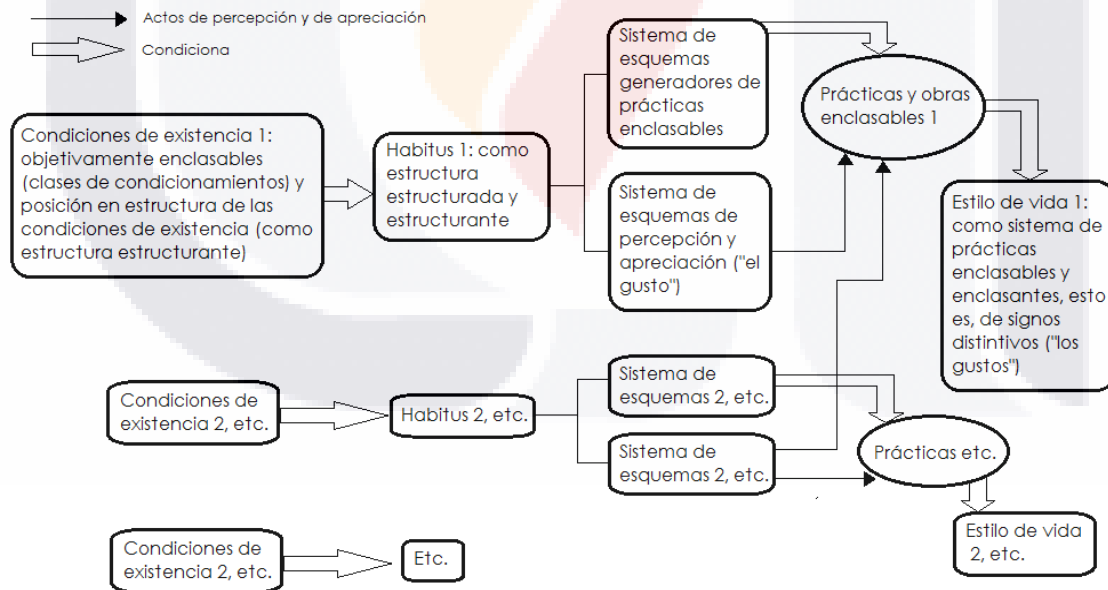 Actos de percepción y de apreciación
Condiciona
Condiciones de existencia 1:
objetivamente enclasables
(clases de condicionamientos) y
posición en estructura de las
condiciones de existencia (como
estructura estructurante)
Habitus 1: como
estructura
estructurada y
estructurante
Sistema de
esquemas
generadores de
prácticas
enclasables
Sistema de
esquemas de
percepción y
apreciación ("el
gusto")
Prácticas y obras
enclasables 1
Estilo de vida 1:
como sistema de
prácticas
enclasables y
enclasantes, esto
es, de signos
distintivos ("los
gustos")
Condiciones de
existencia 2, etc.
Habitus 2, etc.
Sistema de
esquemas 2, etc.
Sistema de
esquemas 2, etc.
Prácticas etc.
Estilo de vida
2, etc.
Condiciones de
existencia 2, etc.
Etc.